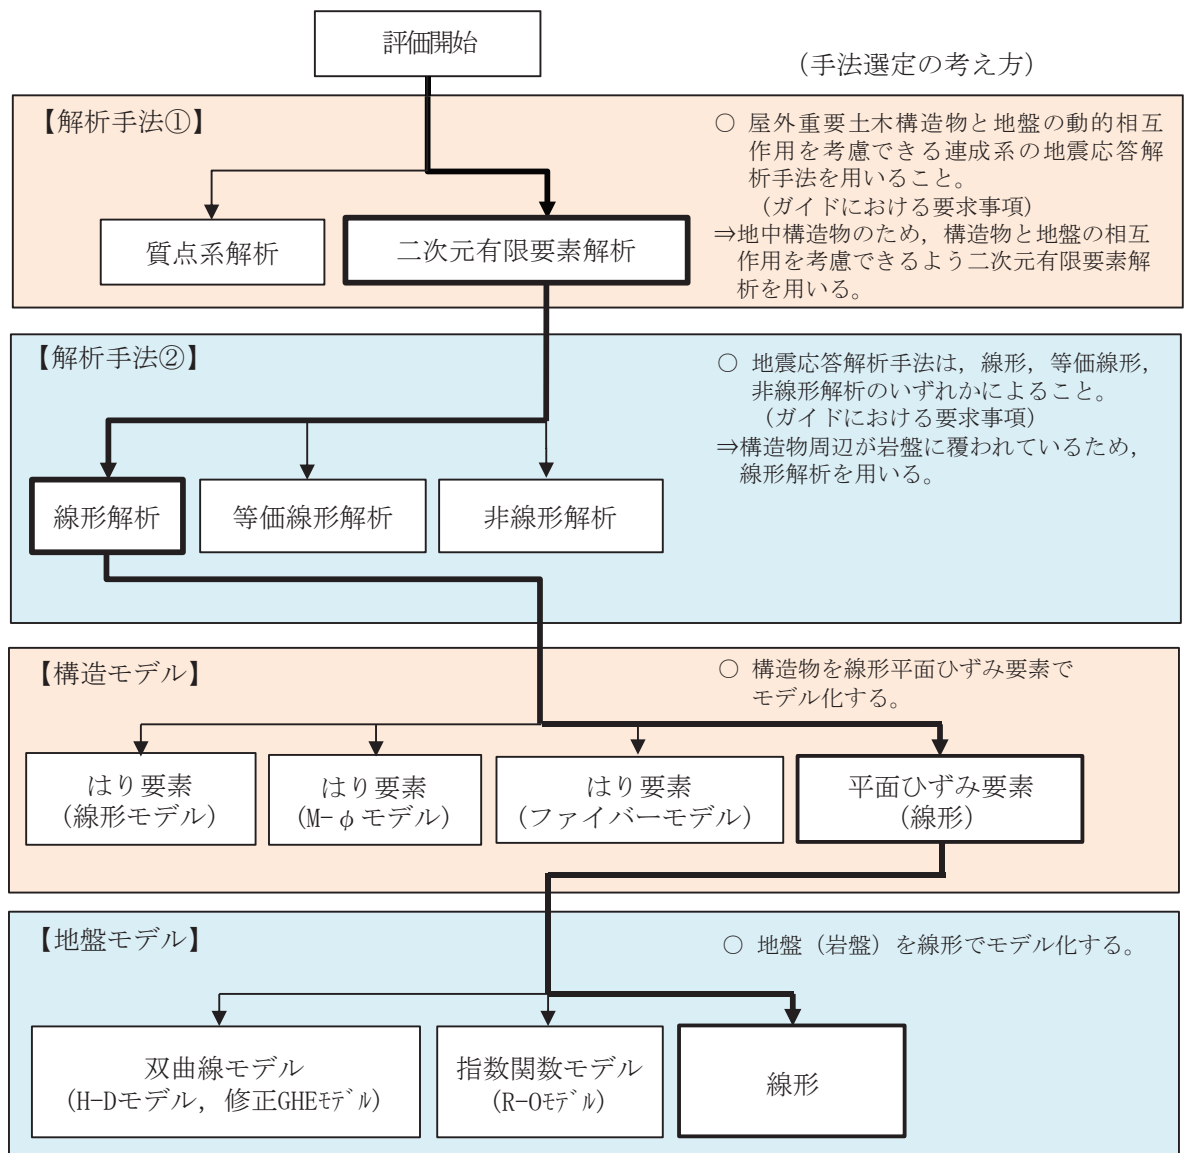 評価開始
（手法選定の考え方）
【解析手法①】
○ 屋外重要土木構造物と地盤の動的相互
作用を考慮できる連成系の地震応答解
析手法を用いること。
（ガイドにおける要求事項）
⇒地中構造物のため，構造物と地盤の相互
作用を考慮できるよう二次元有限要素解
析を用いる。
質点系解析
二次元有限要素解析
【解析手法②】
○ 地震応答解析手法は，線形，等価線形，
非線形解析のいずれかによること。
（ガイドにおける要求事項）
⇒構造物周辺が岩盤に覆われているため，
線形解析を用いる。
線形解析
等価線形解析
非線形解析
【構造モデル】
○ 構造物を線形平面ひずみ要素で
モデル化する。
はり要素
(線形モデル)
はり要素
(M-φモデル)
はり要素
(ファイバーモデル)
平面ひずみ要素
(線形)
【地盤モデル】
○ 地盤（岩盤）を線形でモデル化する。
双曲線モデル
(H-Dモデル，修正GHEﾓﾃﾞﾙ)
指数関数モデル
(R-Oﾓﾃﾞﾙ)
線形